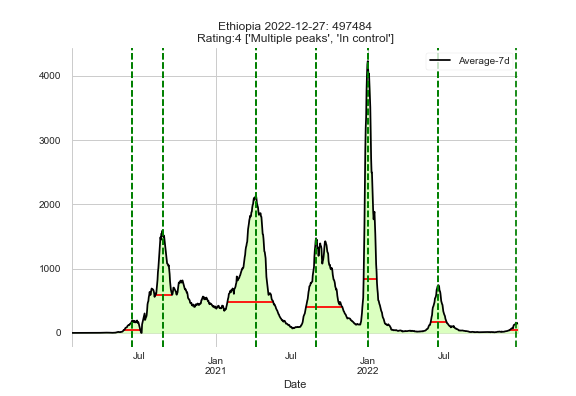 Ethiopia 2022-12-27: 497484
Rating:4 ['Multiple peaks', 'In control']
Average-7d
4000
3000
2000
1000
0
Jul
Jan
2021
Jul
Jan
2022
Jul
Date